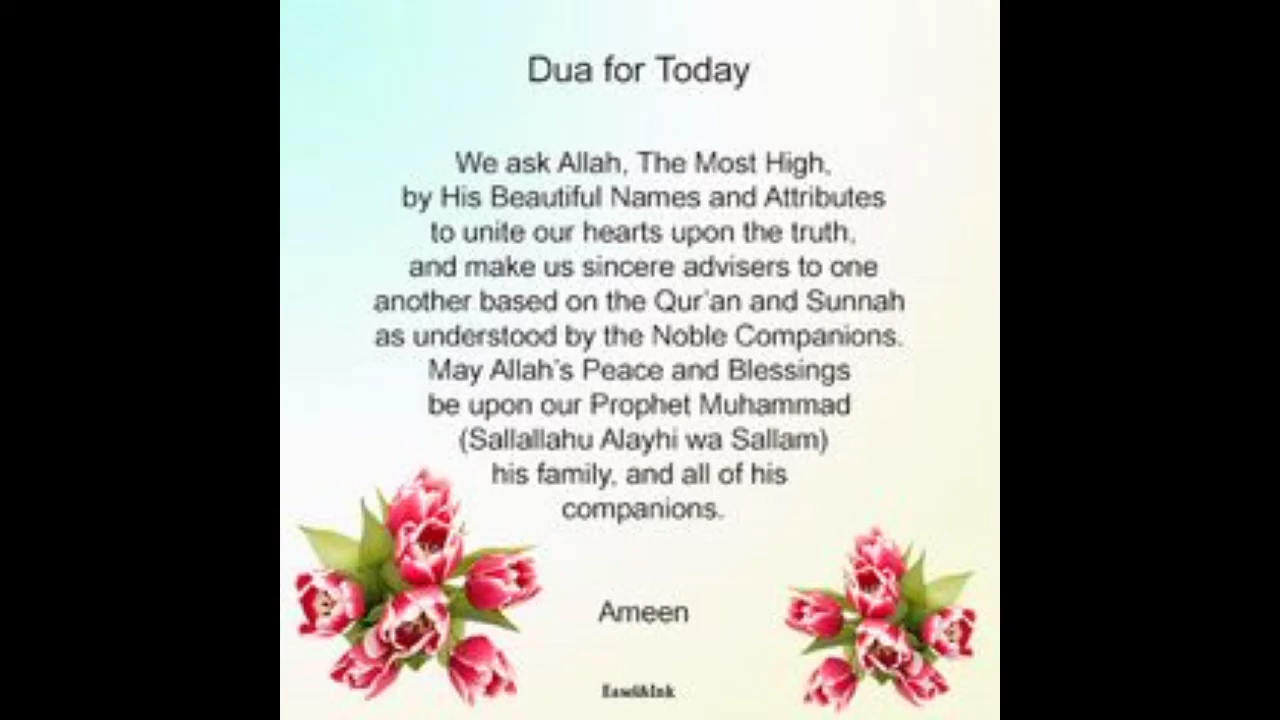 Dua for Today
We ask Allah, The Most High,
by His Beautiful Names and Attributes
to unite our hearts upon the truth,
and make us sincere advisers to one
another based on the Qur'an and Sunnah
as understood by the Noble Companions.
May Allah's Peace and Blessings
be upon our Prophet Muhammad
(Sallallahu Alayhi wa Sallam)
his family, and all of his
companions.
Ameen